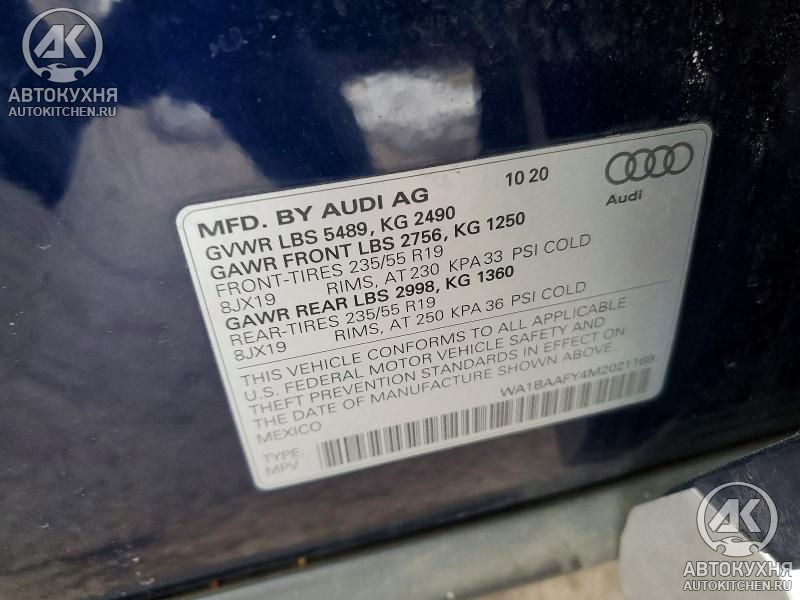 AK
АВТОКУХНЯ
AUTOKITCHEN.RU
MFD. BY AUDI AG 10 20
Audi
GVWR LBS 5489, KG 2490
GAWR FRONT LBS 2756, KG 1250
FRONT-TIRES 235/55 R19
8JX19 RIMS, AT 230 KPA 33 PSI COLD
GAWR REAR LBS 2998, KG 1360
REAR-TIRES 235/55 R19
8JX19 RIMS, AT 250 KPA 36 PSI COLD
THIS VEHICLE CONFORMS TO ALL APPLICABLE
U.S. FEDERAL MOTOR VEHICLE SAFETY AND
THEFT PREVENTION STANDARDS IN EFFECT ON
THE DATE OF MANUFACTURE SHOWN ABOVE.
MEXICO WA1BAAFY4M2021169
TYPE:
MPV
AK
АВТОКУХНЯ
AUTOKITCHEN.RU